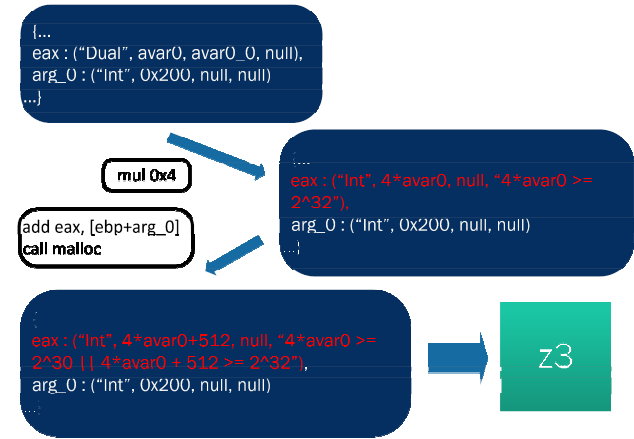 {...
eax : (“Dual”, avar0, avar0_0, null),
arg_0 : (“Int”, 0x200, null, null)
...}
mul 0x4
{...
eax : (“Int”, 4*avar0, null, “4*avar0 >=
2^32”),
arg_0 : (“Int”, 0x200, null, null)
...}
add eax, [ebp+arg_0]
call malloc
{
eax : (“Int”, 4*avar0+512, null, “4*avar0 >=
2^30 || 4*avar0 + 512 >= 2^32”),
arg_0 : (“Int”, 0x200, null, null)
...}
z3